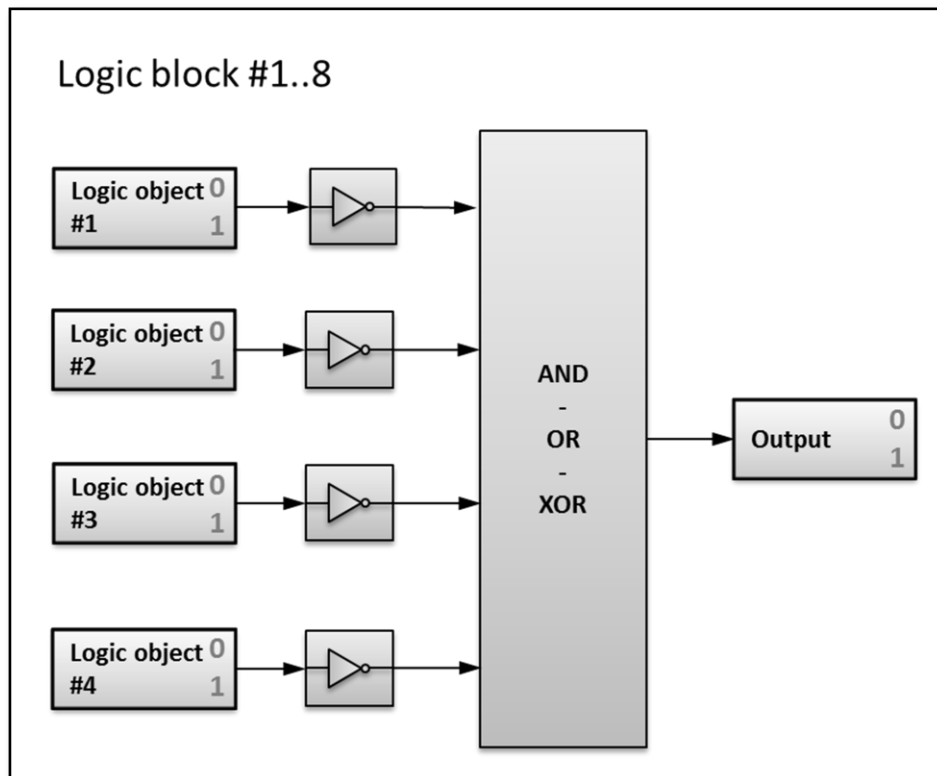 Logic block #1..8
Logic object 0
#1 1
Logic object 0
#2 1
Logic object 0
#3 1
Logic object 0
#4 1
AND
-
OR
-
XOR
Output 0
1